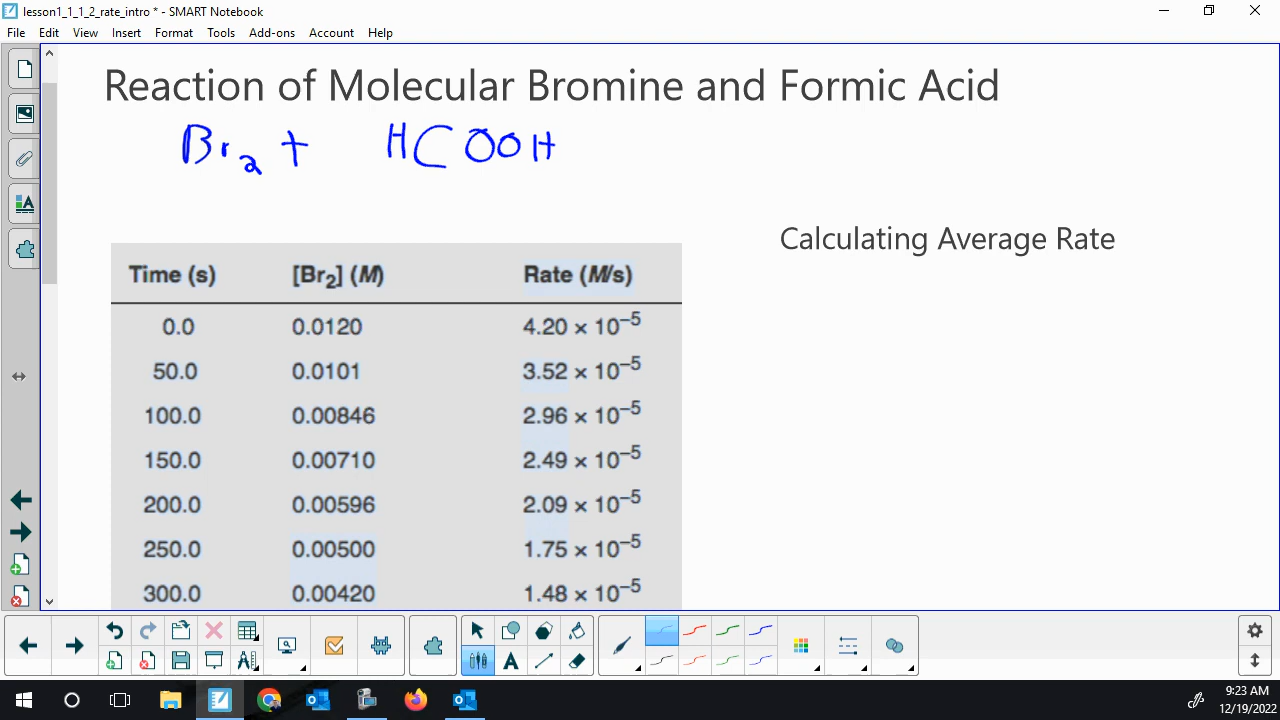 lesson1_1_1_2_rate_intro * - SMART Notebook
File Edit View Insert Format Tools Add-ons Account Help
Reaction of Molecular Bromine and Formic Acid
Br₂ + HCOOH
Calculating Average Rate
Time (s) [Br₂] (M) Rate (M/s)
0.0 0.0120 4.20 × 10⁻⁵
50.0 0.0101 3.52 × 10⁻⁵
100.0 0.00846 2.96 × 10⁻⁵
150.0 0.00710 2.49 × 10⁻⁵
200.0 0.00596 2.09 × 10⁻⁵
250.0 0.00500 1.75 × 10⁻⁵
300.0 0.00420 1.48 × 10⁻⁵
9:23 AM
12/19/2022